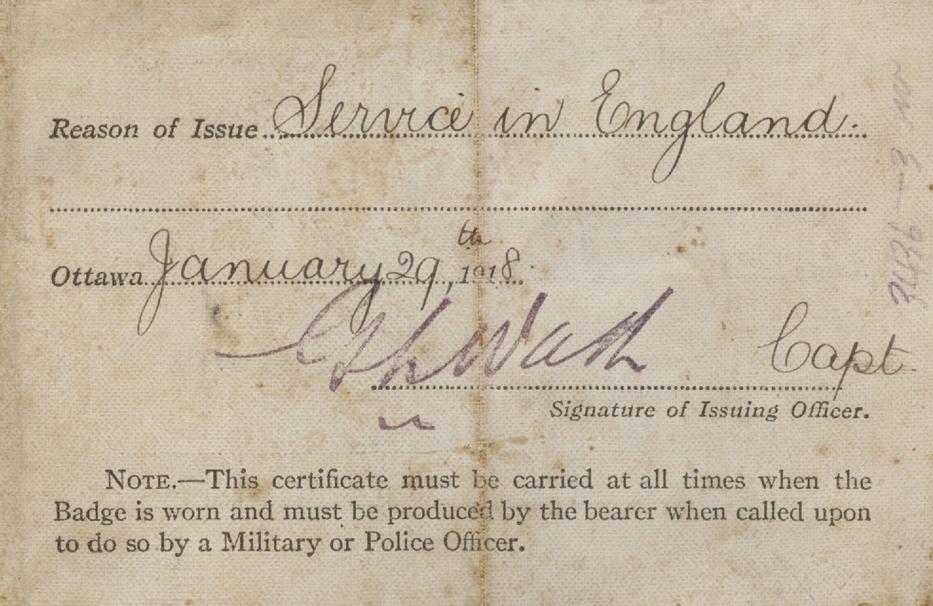 Reason of Issue Service in England.
Ottawa January 29th, 1918.
Capt.
Signature of Issuing Officer.
NOTE.—This certificate must be carried at all times when the
Badge is worn and must be produced by the bearer when called upon
to do so by a Military or Police Officer.